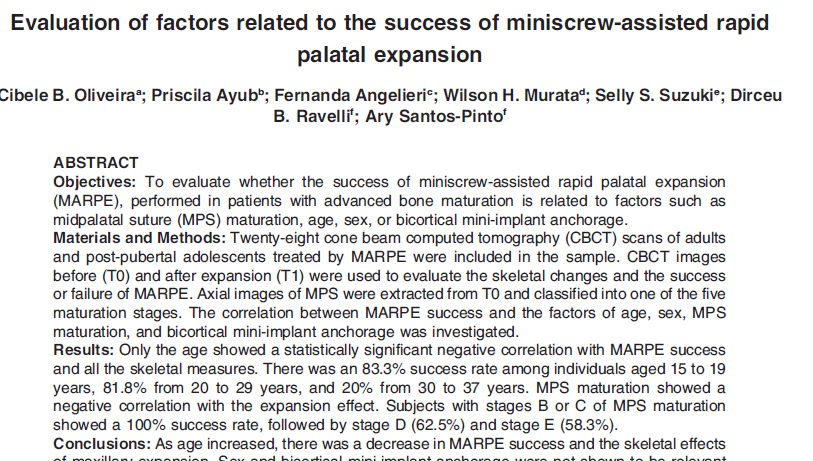 Evaluation of factors related to the success of miniscrew-assisted rapid
palatal expansion
Cibele B. Oliveiraᵃ; Priscila Ayubᵇ; Fernanda Angelieriᶜ; Wilson H. Murataᵈ; Selly S. Suzukiᵉ; Dirceu
B. Ravelliᶠ; Ary Santos-Pintoᶠ
ABSTRACT
Objectives: To evaluate whether the success of miniscrew-assisted rapid palatal expansion
(MARPE), performed in patients with advanced bone maturation is related to factors such as
midpalatal suture (MPS) maturation, age, sex, or bicortical mini-implant anchorage.
Materials and Methods: Twenty-eight cone beam computed tomography (CBCT) scans of adults
and post-pubertal adolescents treated by MARPE were included in the sample. CBCT images
before (T0) and after expansion (T1) were used to evaluate the skeletal changes and the success
or failure of MARPE. Axial images of MPS were extracted from T0 and classified into one of the five
maturation stages. The correlation between MARPE success and the factors of age, sex, MPS
maturation, and bicortical mini-implant anchorage was investigated.
Results: Only the age showed a statistically significant negative correlation with MARPE success
and all the skeletal measures. There was an 83.3% success rate among individuals aged 15 to 19
years, 81.8% from 20 to 29 years, and 20% from 30 to 37 years. MPS maturation showed a
negative correlation with the expansion effect. Subjects with stages B or C of MPS maturation
showed a 100% success rate, followed by stage D (62.5%) and stage E (58.3%).
Conclusions: As age increased, there was a decrease in MARPE success and the skeletal effects
of maxillary expansion. Sex and bicortical mini-implant anchorage were not shown to be relevant